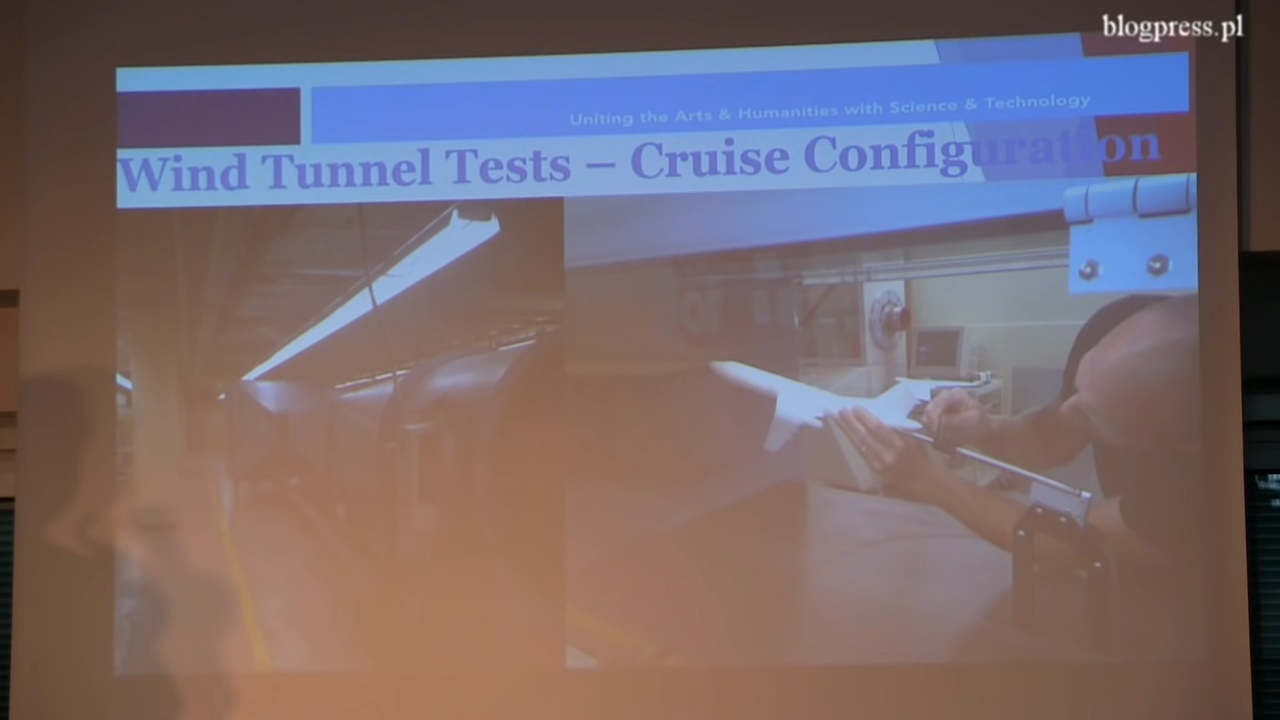 blogpress.pl
Uniting the Arts & Humanities with Science & Technology
Wind Tunnel Tests – Cruise Configuration